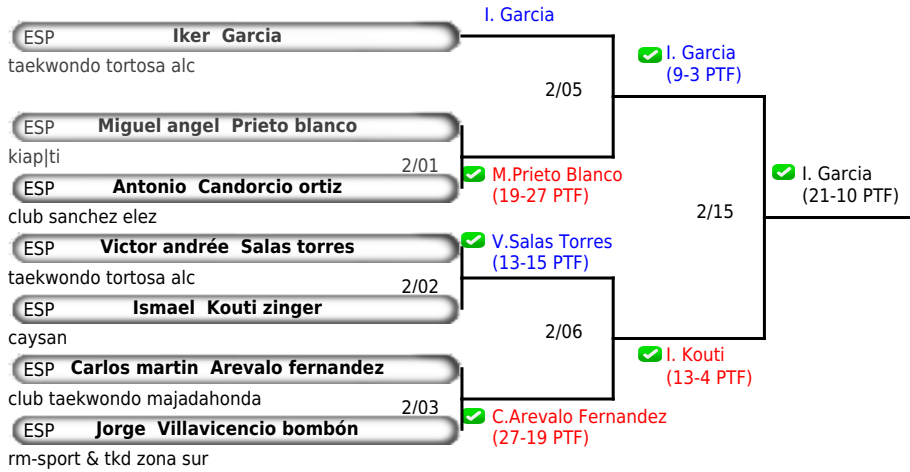 I. Garcia
ESP Iker Garcia
taekwondo tortosa alc
I. Garcia
(9-3 PTF)
2/05
ESP Miguel angel Prieto blanco
kiap|ti
2/01
M.Prieto Blanco
(19-27 PTF)
I. Garcia
(21-10 PTF)
ESP Antonio Candorcio ortiz
club sanchez elez
2/15
ESP Victor andrée Salas torres
V.Salas Torres
(13-15 PTF)
taekwondo tortosa alc
2/02
ESP Ismael Kouti zinger
caysan
2/06
I. Kouti
(13-4 PTF)
ESP Carlos martin Arevalo fernandez
club taekwondo majadahonda
2/03
C.Arevalo Fernandez
(27-19 PTF)
ESP Jorge Villavicencio bombón
rm-sport & tkd zona sur